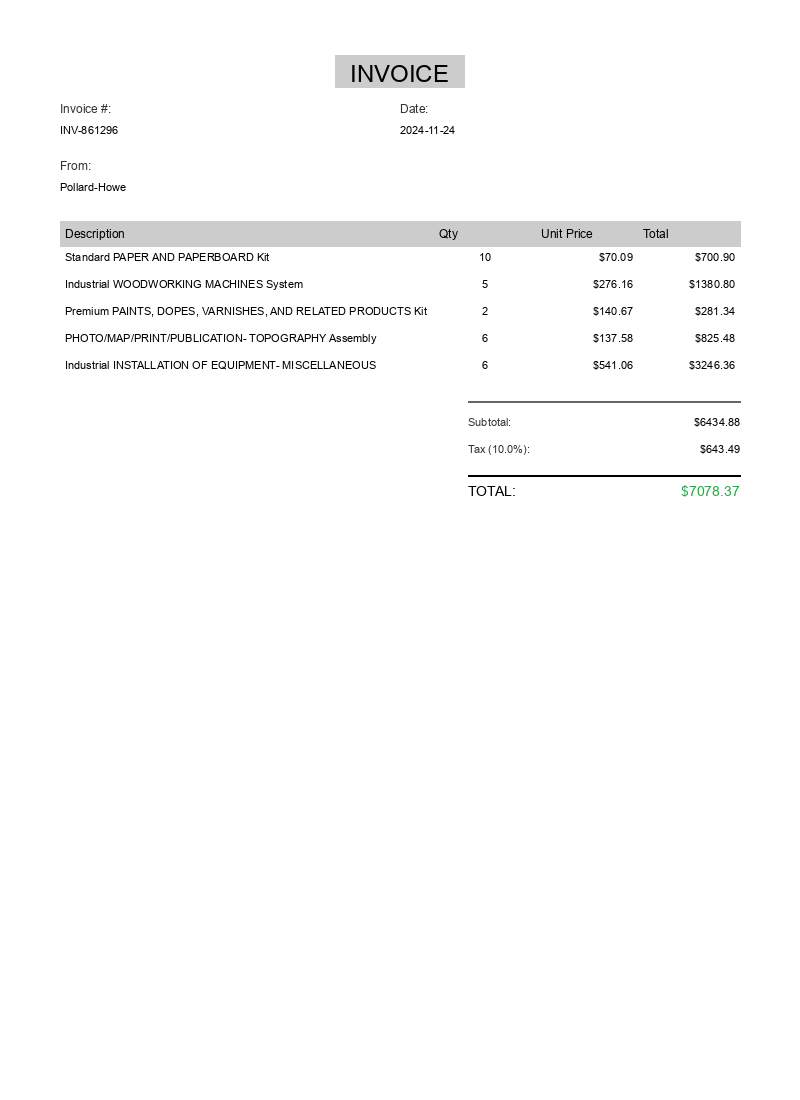 INVOICE
Invoice #: Date:
INV-861296 2024-11-24
From:
Pollard-Howe
Description Qty Unit Price Total
Standard PAPER AND PAPERBOARD Kit 10 $70.09 $700.90
Industrial WOODWORKING MACHINES System 5 $276.16 $1380.80
Premium PAINTS, DOPES, VARNISHES, AND RELATED PRODUCTS Kit 2 $140.67 $281.34
PHOTO/MAP/PRINT/PUBLICATION- TOPOGRAPHY Assembly 6 $137.58 $825.48
Industrial INSTALLATION OF EQUIPMENT- MISCELLANEOUS 6 $541.06 $3246.36
Subtotal: $6434.88
Tax (10.0%): $643.49
TOTAL: $7078.37